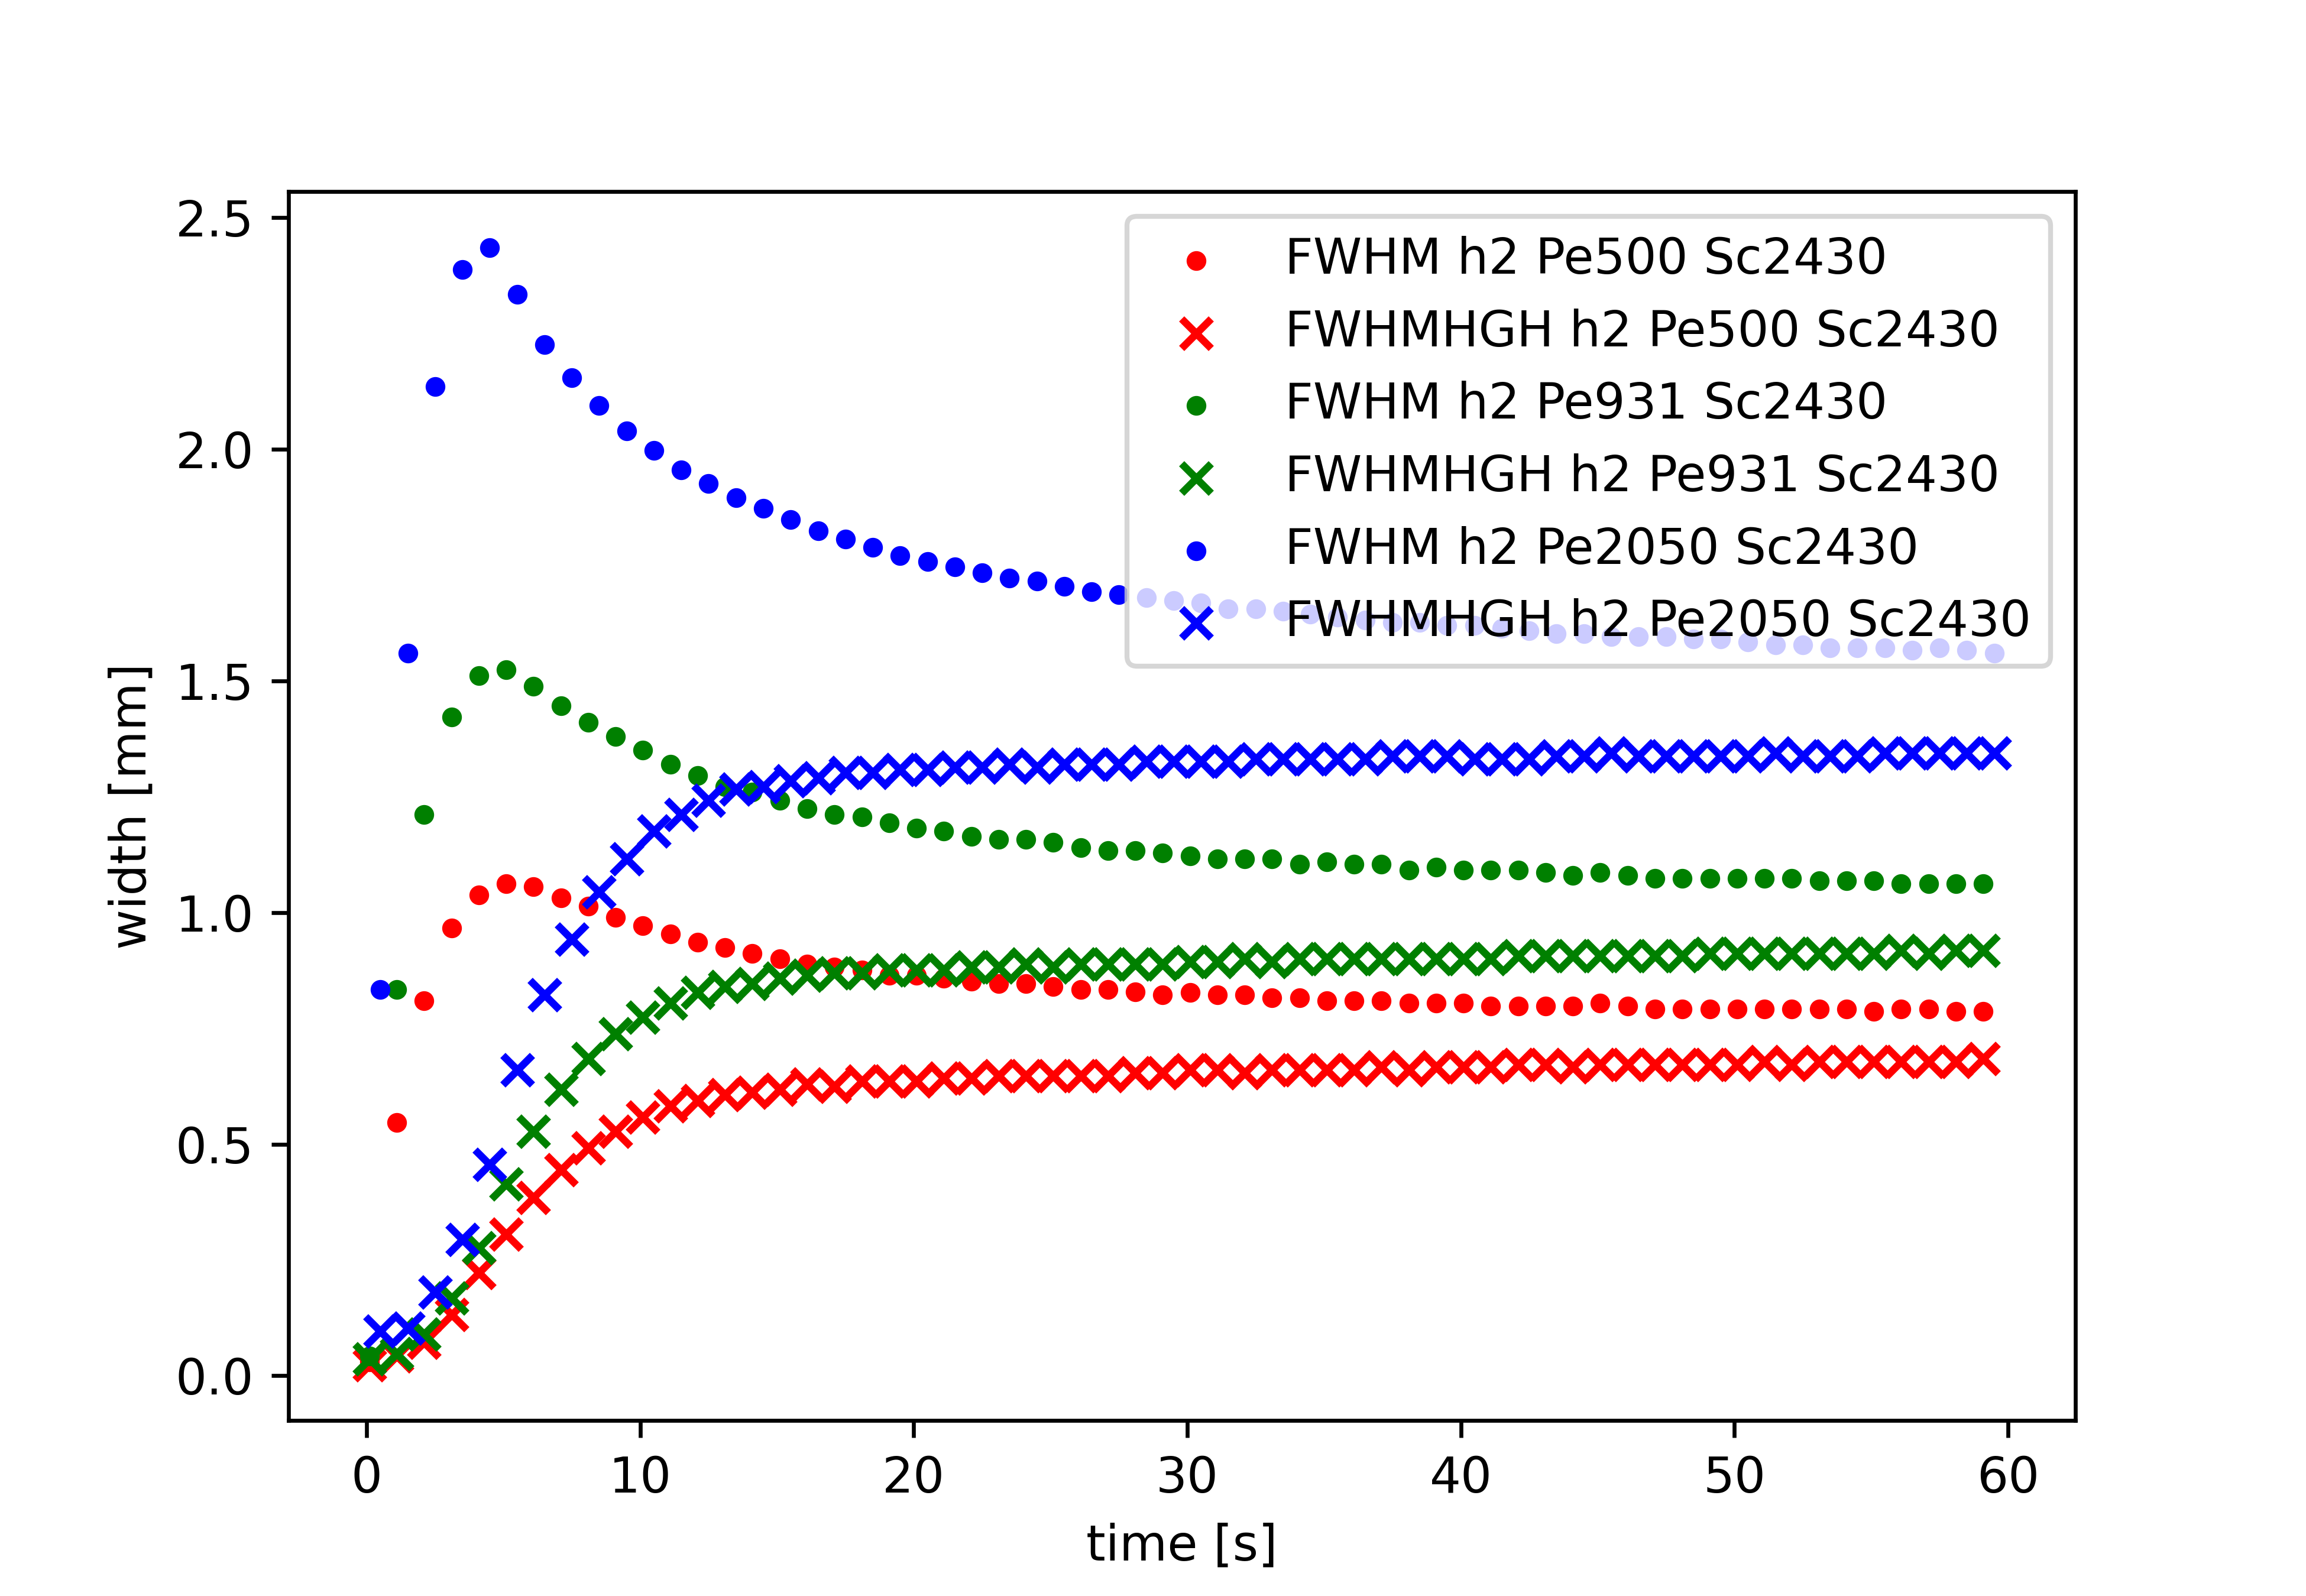 2.5
2.0
1.5
1.0
0.5
0.0
width [mm]
FWHM h2 Pe500 Sc2430
FWHMHGH h2 Pe500 Sc2430
FWHM h2 Pe931 Sc2430
FWHMHGH h2 Pe931 Sc2430
FWHM h2 Pe2050 Sc2430
FWHMHGH h2 Pe2050 Sc2430
0 10 20 30 40 50 60
time [s]